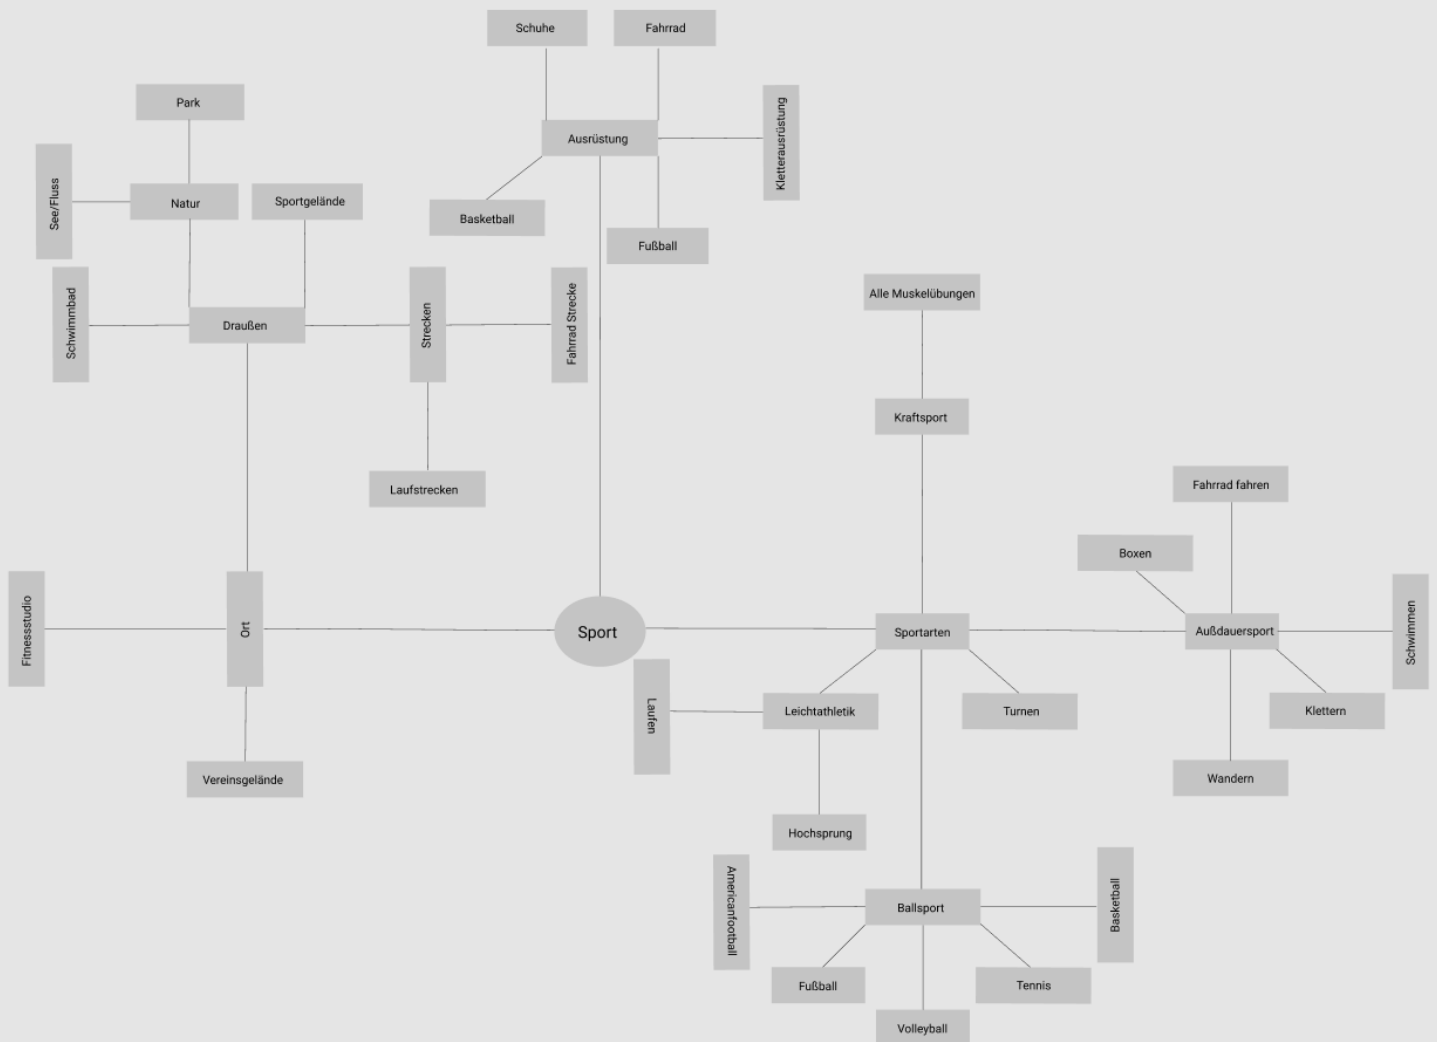 Schuhe
Fahrrad
Park
Kletterausrüstung
Ausrüstung
See/Fluss
Natur
Sportgelände
Basketball
Fußball
Schwimmbad
Draußen
Strecken
Fahrrad Strecke
Alle Muskelübungen
Kraftsport
Laufstrecken
Fahrrad fahren
Boxen
Fitnessstudio
Ort
Sport
Sportarten
Außdauersport
Schwimmen
Laufen
Leichtathletik
Turnen
Klettern
Vereinsgelände
Wandern
Hochsprung
Americanfootball
Ballsport
Basketball
Fußball
Tennis
Volleyball